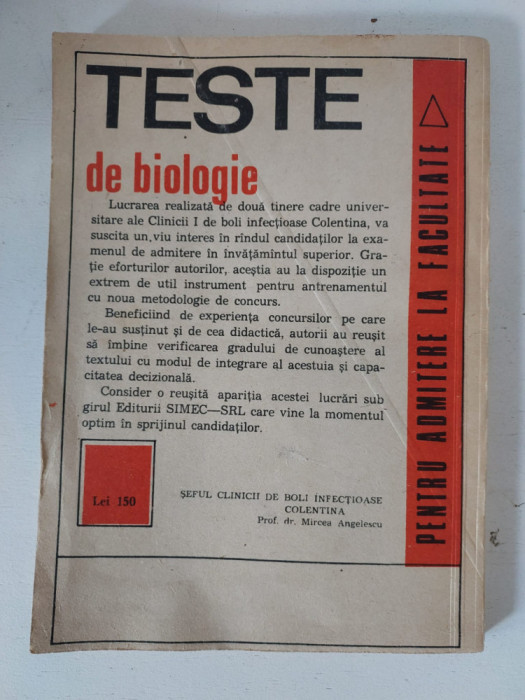 TESTE
de biologie
Lucrarea realizată de două tinere cadre univer-
sitare ale Clinicii I de boli infecțioase Colentina, va
suscita un viu interes în rîndul candidaților la exa-
menul de admitere în învățămîntul superior. Gra-
ție eforturilor autorilor, aceștia au la dispoziție un
extrem de util instrument pentru antrenamentul
cu noua metodologie de concurs.
Beneficiind de experiența concursilor pe care
le-au susținut și de cea didactică, autorii au reușit
să îmbine verificarea gradului de cunoaștere al
textului cu modul de integrare al acestuia și capa-
citatea decizională.
Consider o reușită apariția acestei lucrări sub
girul Editurii SIMEC—SRL care vine la momentul
optim în sprijinul candidaților.
Lei 150
ȘEFUL CLINICII DE BOLI INFECȚIOASE
COLENTINA
Prof. dr. Mircea Angelescu
PENTRU ADMITERE LA FACULTATE